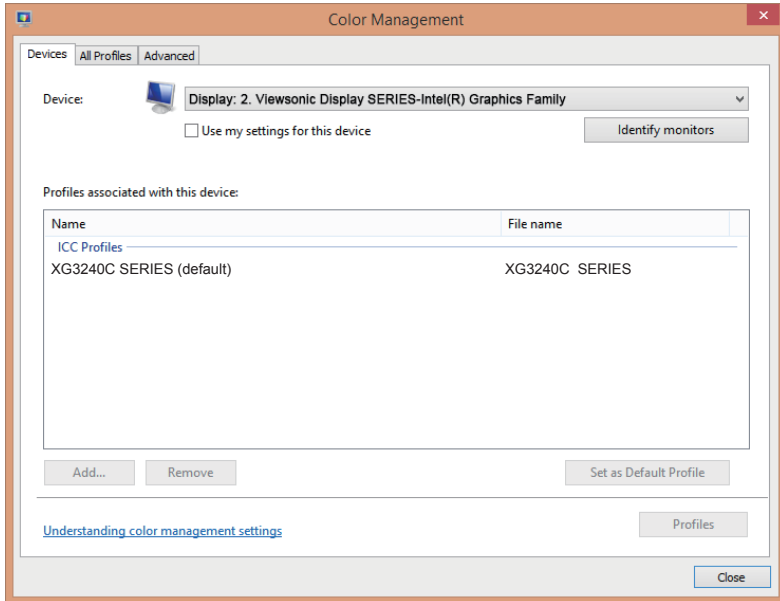 Color Management
Devices All Profiles Advanced
Device: Display: 2. Viewsonic Display SERIES-Intel(R) Graphics Family
Use my settings for this device Identify monitors
Profiles associated with this device:
Name File name
ICC Profiles
XG3240C SERIES (default) XG3240C SERIES
Add... Remove Set as Default Profile
Understanding color management settings Profiles
Close